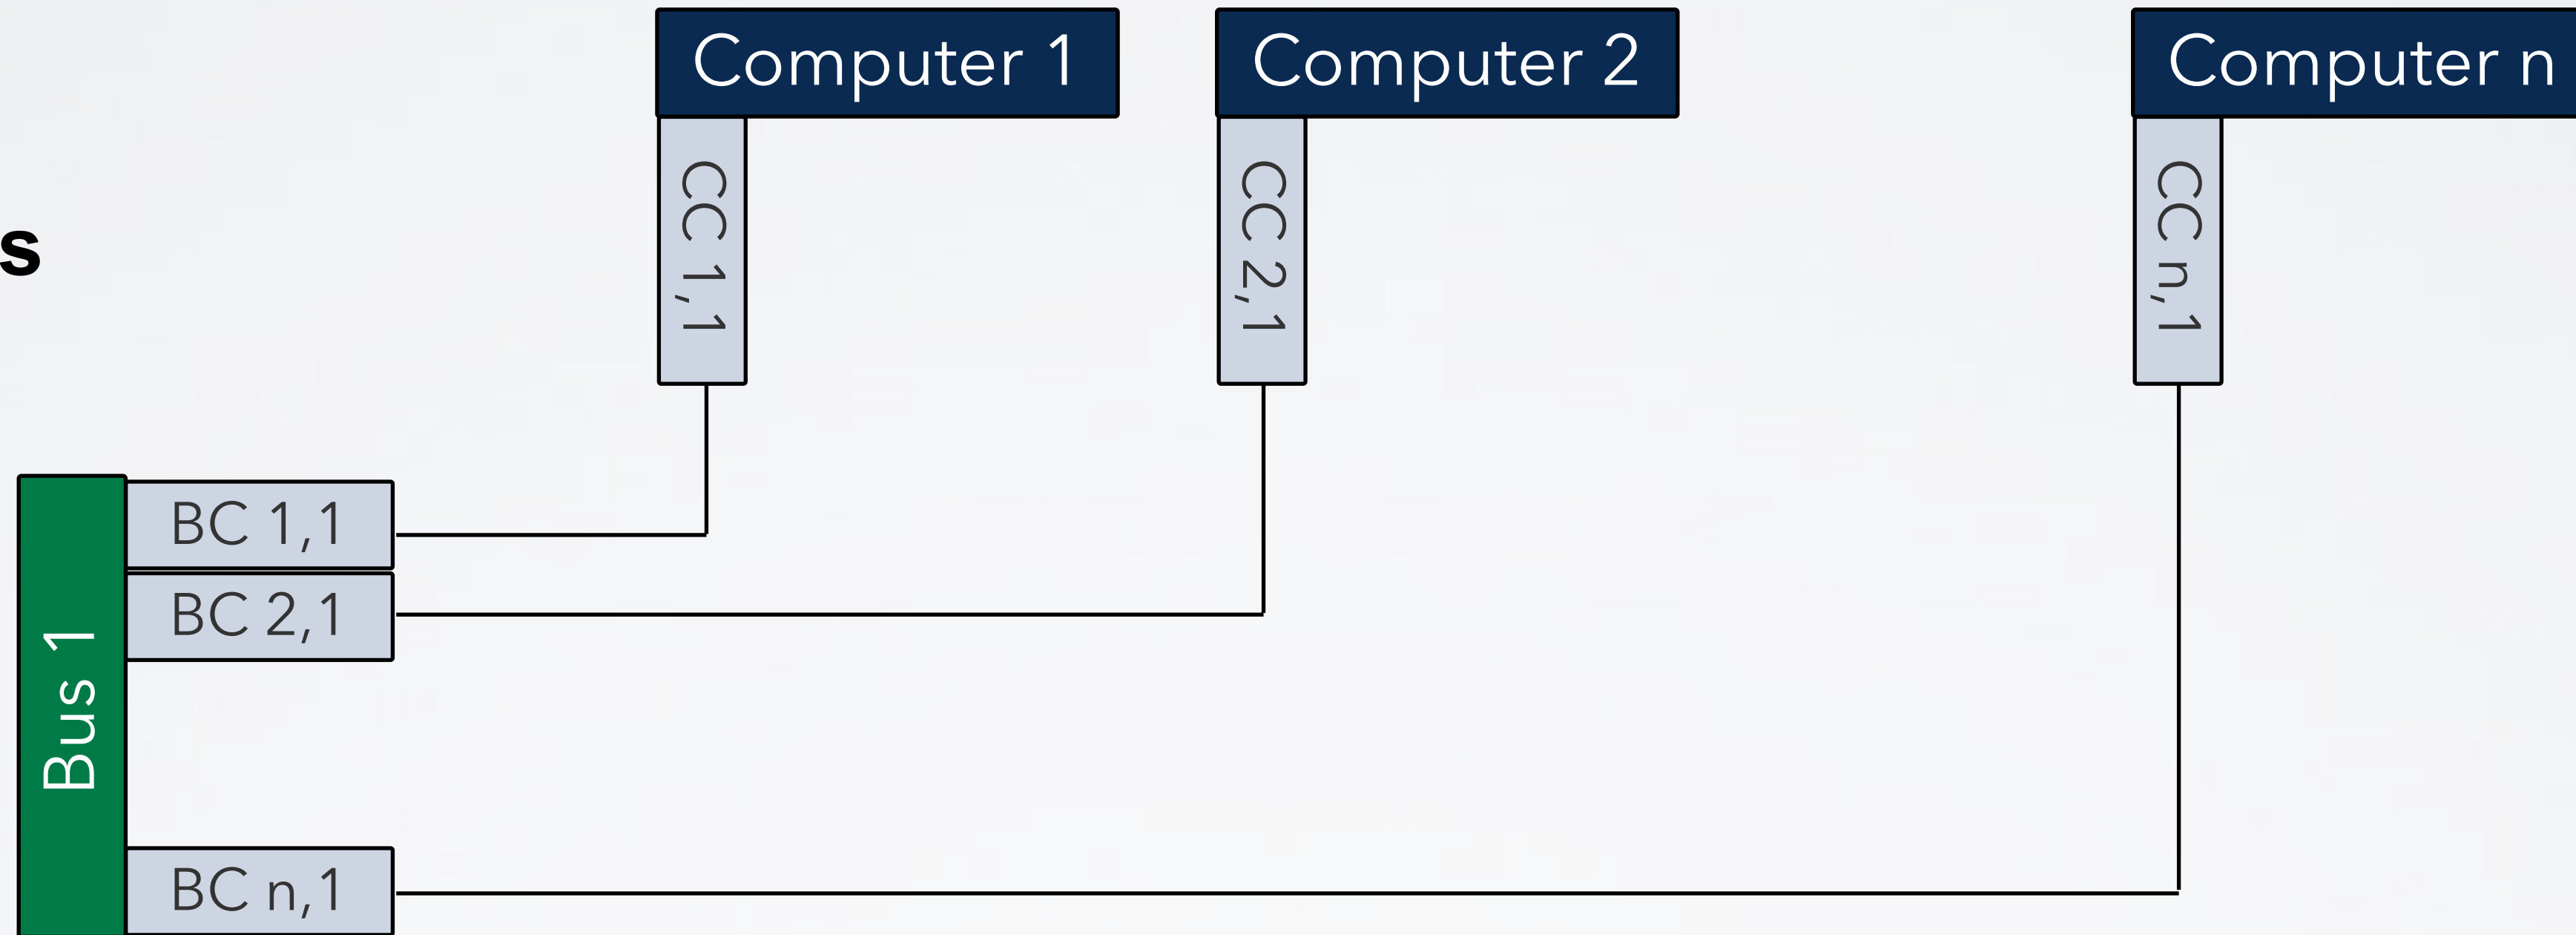 Computer 1
Computer 2
Computer n
CC 1,1
CC 2,1
CC n,1
s
Bus 1
BC 1,1
BC 2,1
BC n,1